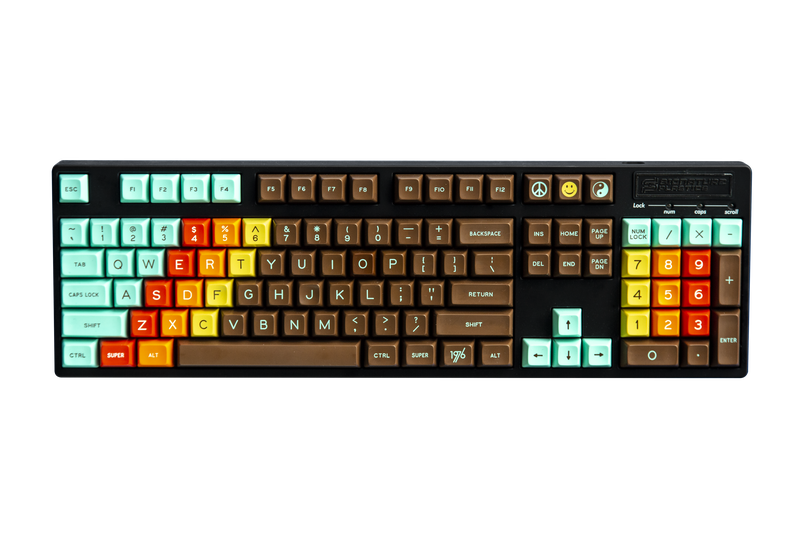 ESC F1 F2 F3 F4 F5 F6 F7 F8 F9 F10 F11 F12
SIGNATURE
PLASTICS
Lock num caps scroll
~ ` ! 1 @ 2 # 3 $ 4 % 5 ^ 6 & 7 * 8 ( 9 ) 0 — - + = BACKSPACE INS HOME PAGE UP NUM LOCK / X -
TAB Q W E R T Y U I O P { [ } ] | \ DEL END PAGE DN 7 8 9 +
CAPS LOCK A S D F G H J K L : ; " ' RETURN 4 5 6
SHIFT Z X C V B N M < , > . ? / SHIFT ↑ 1 2 3 ENTER
CTRL SUPER ALT CTRL SUPER 1976 ALT ← ↓ → 0 .